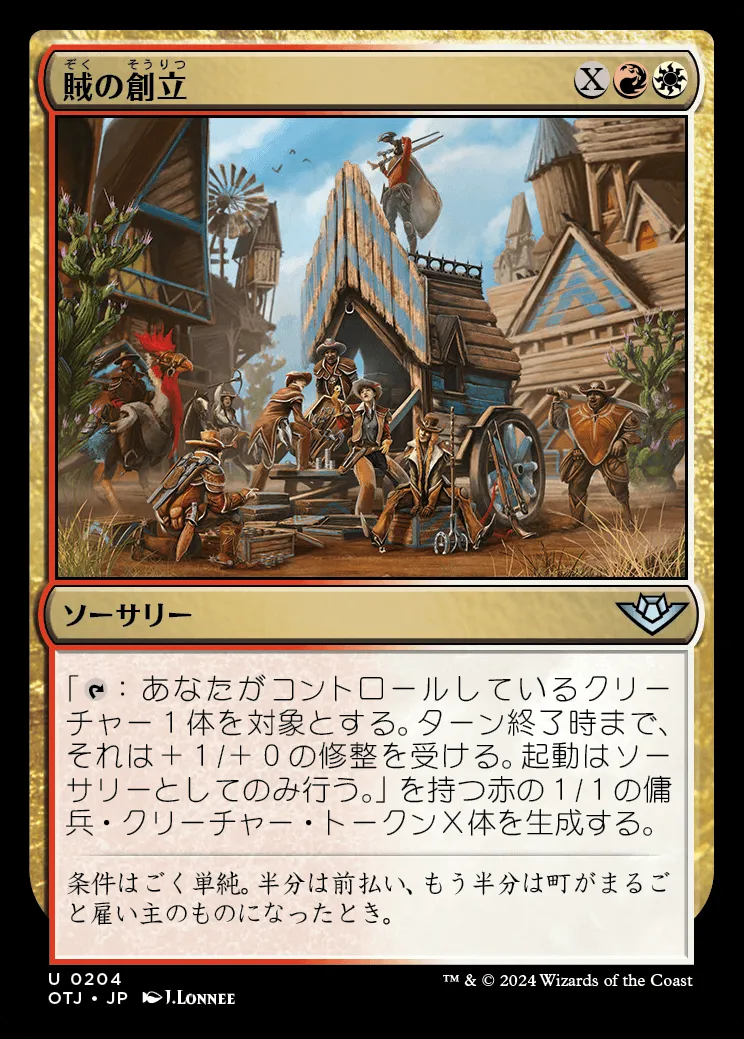 ぞく そうりつ
賊の創立 X
ソーサリー
「：あなたがコントロールしているクリー
チャー１体を対象とする。ターン終了時まで、
それは＋１/＋０の修整を受ける。起動はソー
サリーとしてのみ行う。」を持つ赤の１/１の傭
兵・クリーチャー・トークンＸ体を生成する。
条件はごく単純。半分は前払い、もう半分は町がまるご
と雇い主のものになったとき。
U 0204 ™ & © 2024 Wizards of the Coast
OTJ • JP J.Lonnee